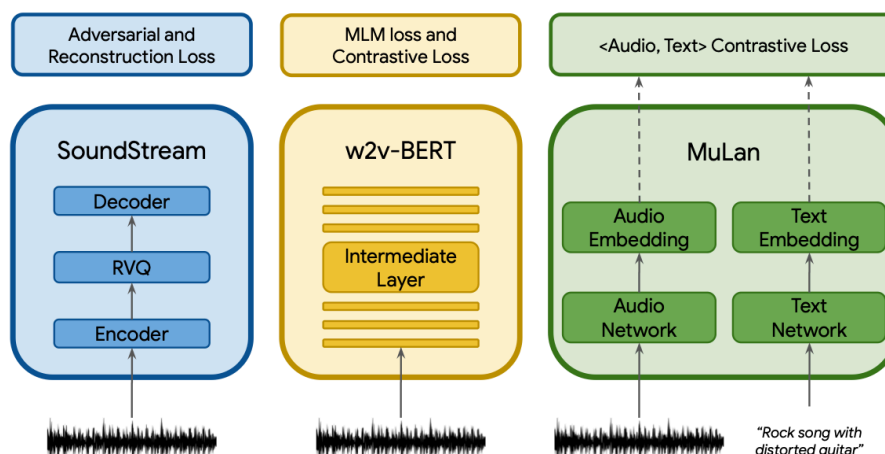 Adversarial and
Reconstruction Loss
MLM loss and
Contrastive Loss
<Audio, Text> Contrastive Loss
SoundStream
Decoder
RVQ
Encoder
w2v-BERT
Intermediate
Layer
MuLan
Audio
Embedding
Text
Embedding
Audio
Network
Text
Network
“Rock song with
distorted guitar”